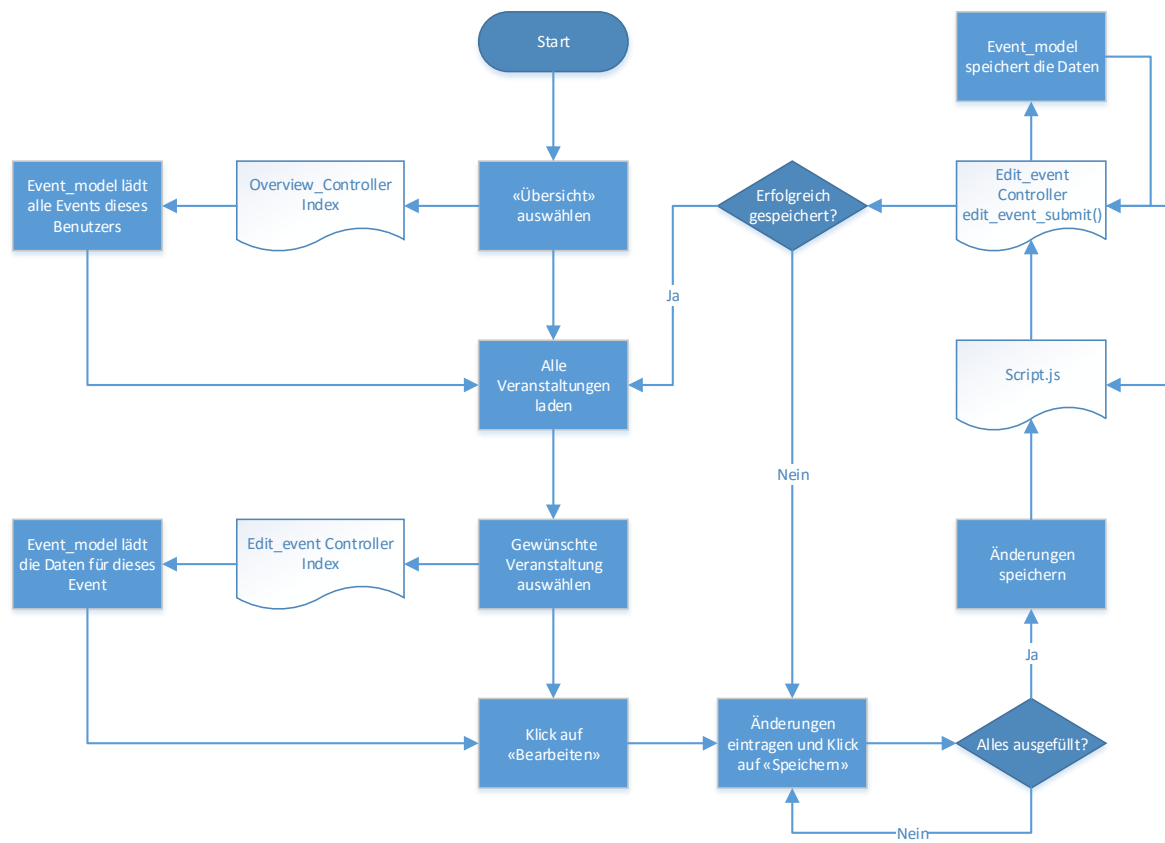 Start
Event_model
speichert die Daten
Event_model lädt
alle Events dieses
Benutzers
Overview_Controller
Index
«Übersicht»
auswählen
Erfolgreich
gespeichert?
Edit_event
Controller
edit_event_submit()
Ja
Alle
Veranstaltungen
laden
Script.js
Nein
Event_model lädt
die Daten für dieses
Event
Edit_event Controller
Index
Gewünschte
Veranstaltung
auswählen
Änderungen
speichern
Ja
Klick auf
«Bearbeiten»
Änderungen
eintragen und Klick
auf «Speichern»
Alles ausgefüllt?
Nein